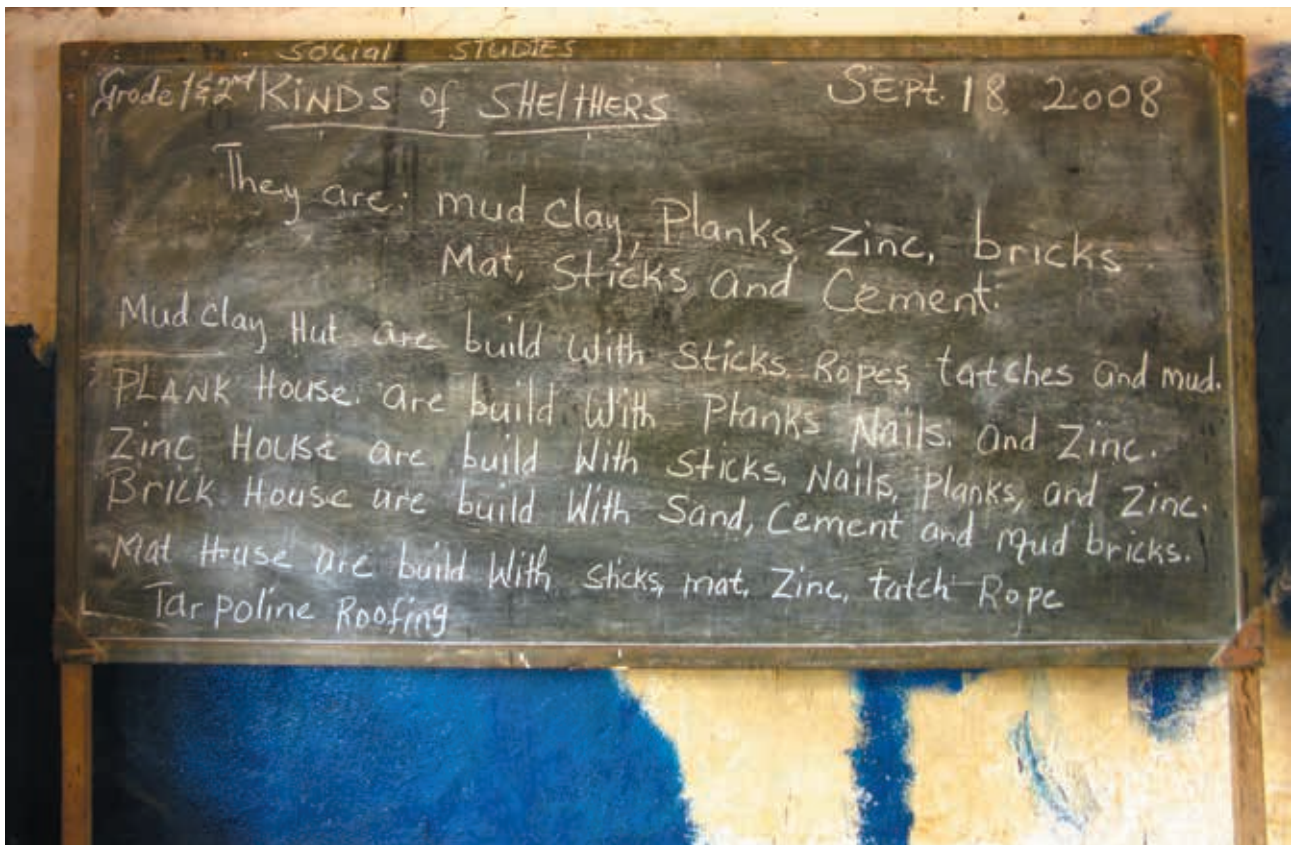 Social STUDIES
Grade 1 & 2nd KINDS of SHElTHERS SEPt. 18, 2008
They are: mud clay, Planks, Zinc, bricks.
Mat, Sticks and Cement:
Mud Clay Hut are build With Sticks, Ropes, tatches and mud.
PLANK House. are build With Planks Nails. and Zinc.
Zinc House are build With Sticks, Nails, Planks, and Zinc.
Brick House are build With Sand, Cement and Mud bricks.
Mat House are build With sticks, mat, Zinc, tatch Rope
Tarpoline Roofing